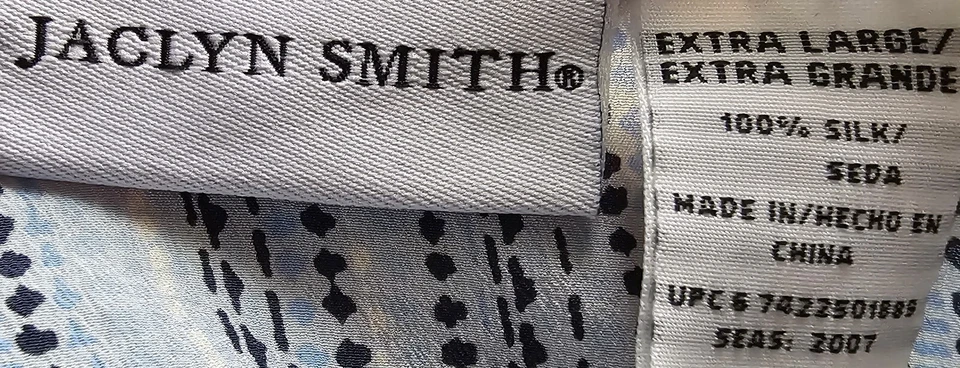 JACLYN SMITH®
EXTRA LARGE/
EXTRA GRANDE
100% SILK/
SEDA
MADE IN/HECHO EN
CHINA
UPC 6 7422501889
SEAS: 2007